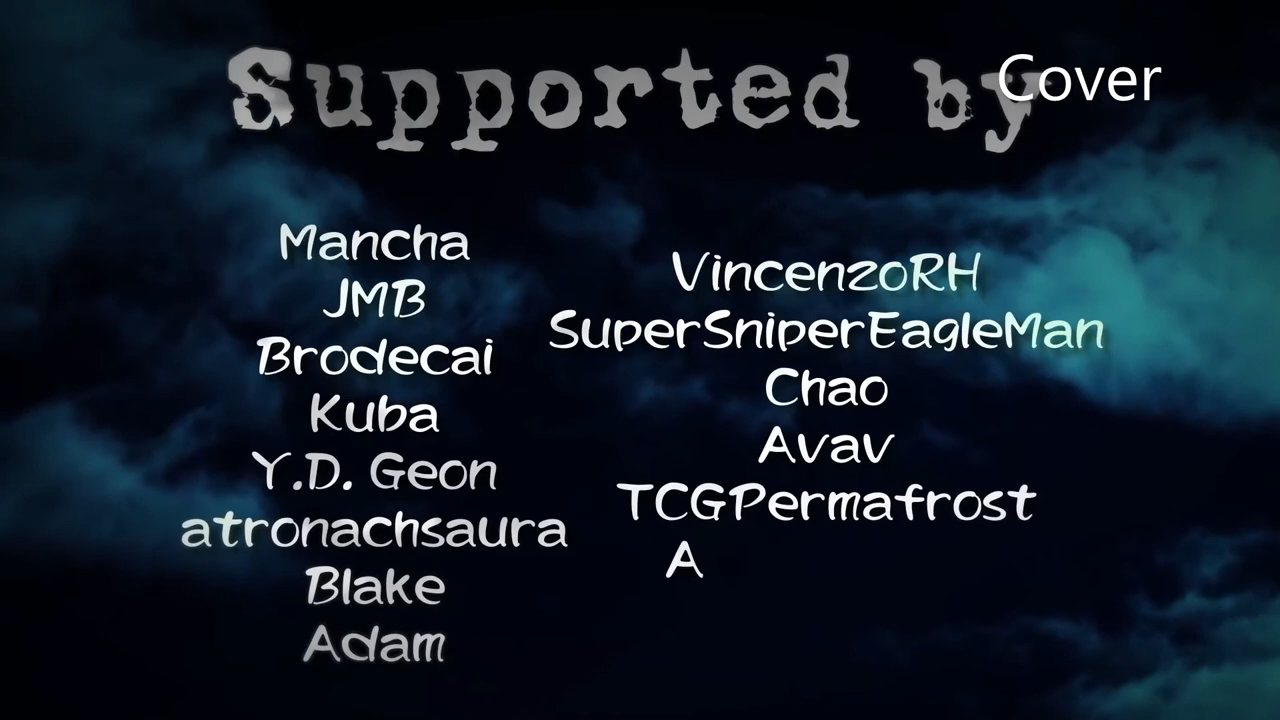 Supported by
Cover
Mancha
JMB
Brodecai
Kuba
Y.D. Geon
atronachsaura
Blake
Adam
VincenzoRH
SuperSniperEagleMan
Chao
Avav
TCGPermafrost
A